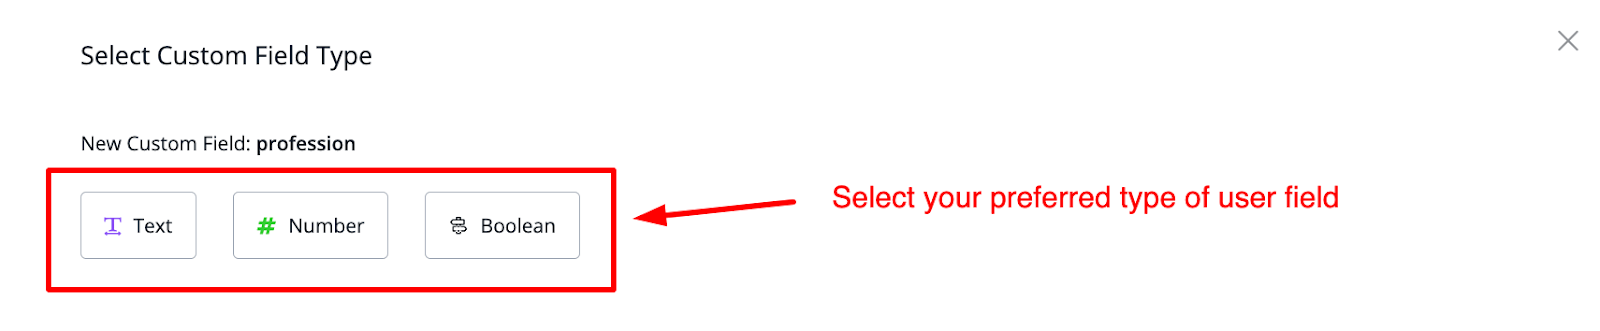 Select Custom Field Type
New Custom Field: profession
Text
Number
Boolean
Select your preferred type of user field